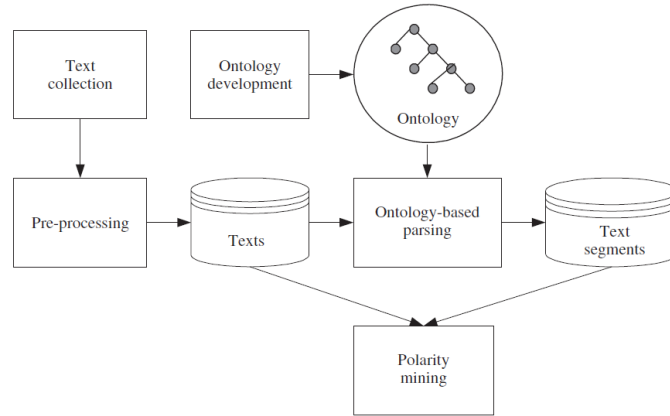 Text
collection
Ontology
development
Ontology
Pre-processing
Texts
Ontology-based
parsing
Text
segments
Polarity
mining